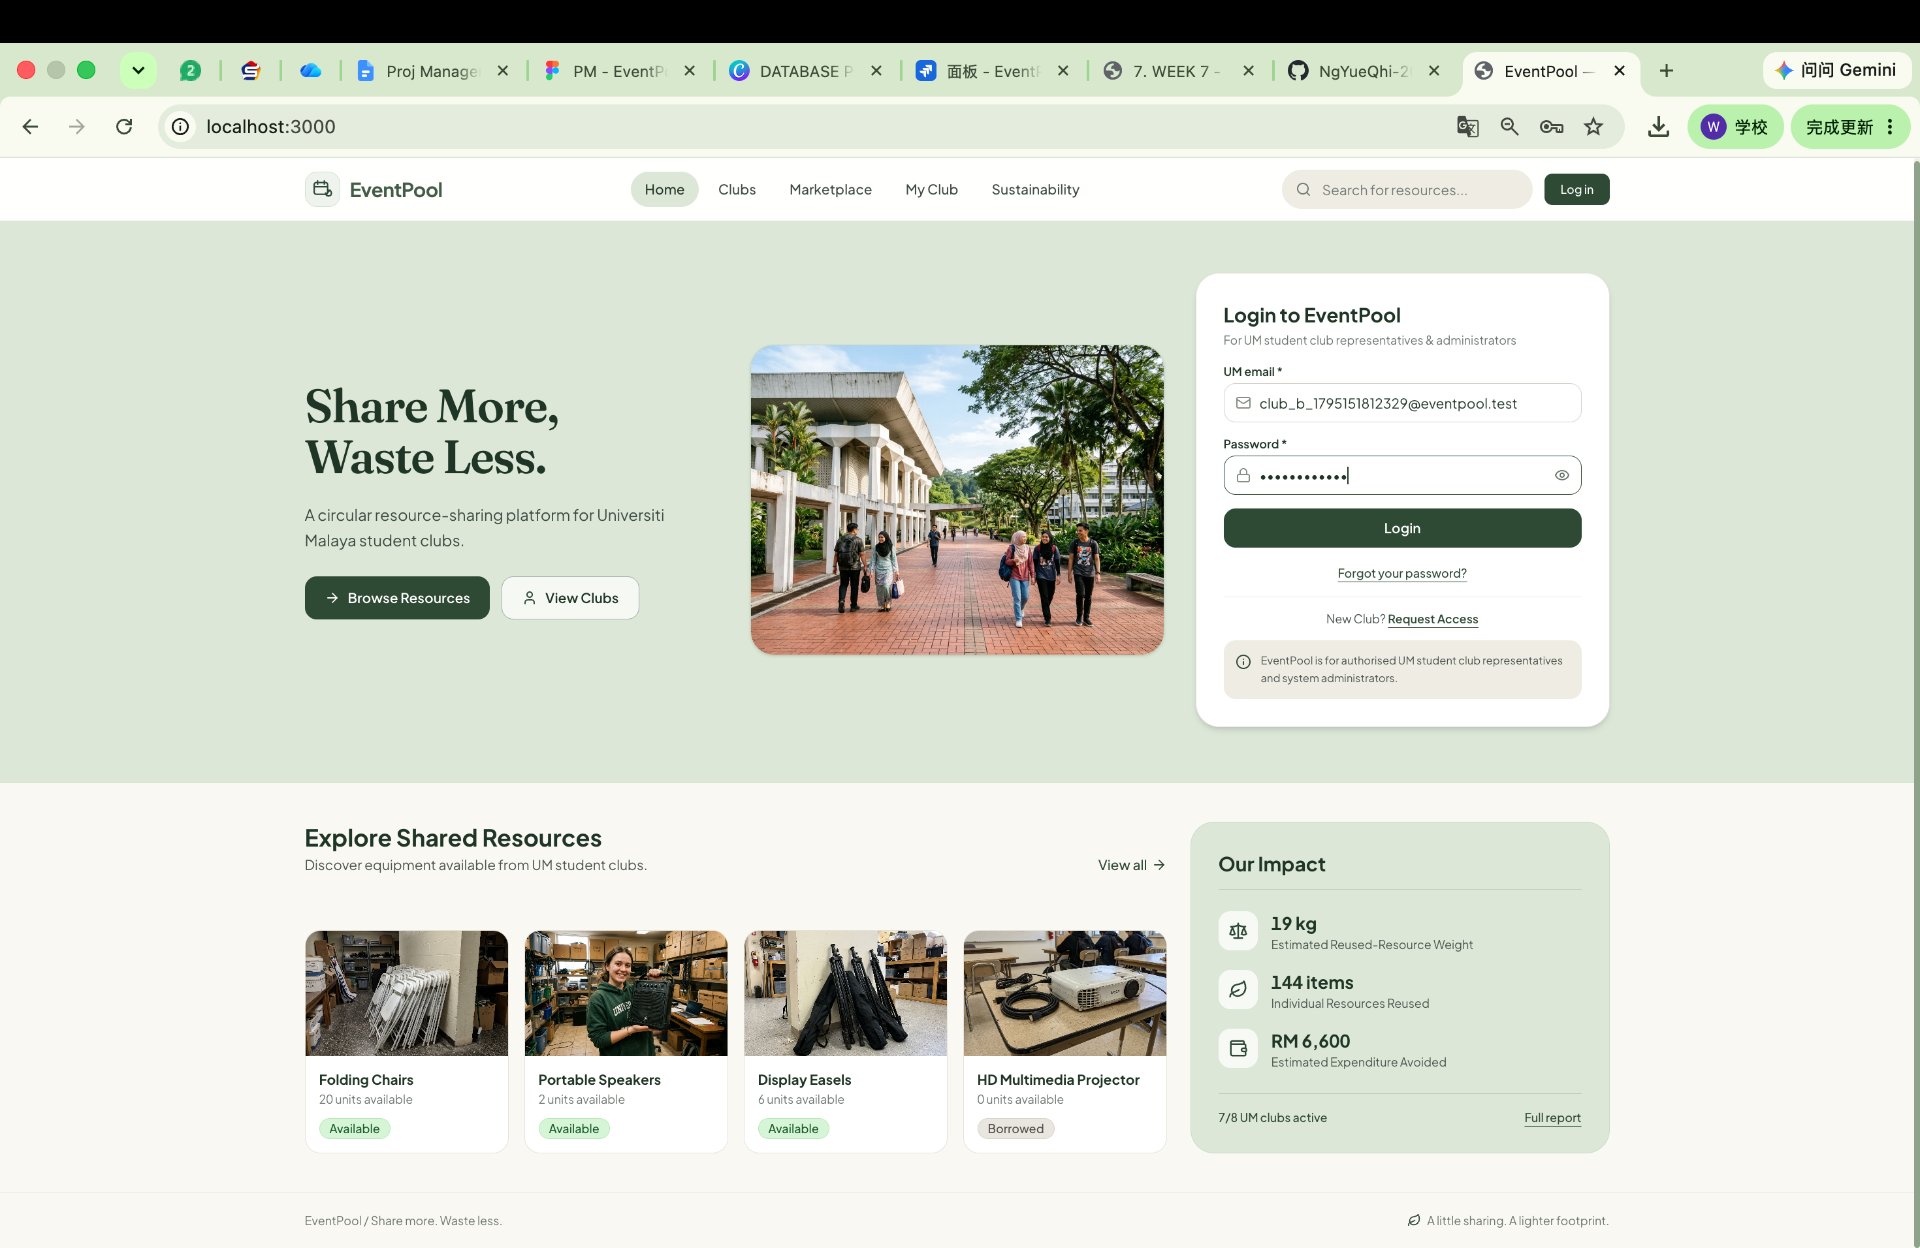 2
Proj Manage
PM - EventP
DATABASE P
面板 - EventF
7. WEEK 7 -
NgYueQhi-2
EventPool —
问问 Gemini
localhost:3000
W 学校
完成更新
EventPool
Home
Clubs
Marketplace
My Club
Sustainability
Search for resources...
Log in
Share More,
Waste Less.
A circular resource-sharing platform for Universiti
Malaya student clubs.
Browse Resources
View Clubs
Login to EventPool
For UM student club representatives & administrators
UM email *
club_b_1795151812329@eventpool.test
Password *
••••••••••••
Login
Forgot your password?
New Club? Request Access
EventPool is for authorised UM student club representatives
and system administrators.
Explore Shared Resources
Discover equipment available from UM student clubs.
View all
Folding Chairs
20 units available
Available
Portable Speakers
2 units available
Available
Display Easels
6 units available
Available
HD Multimedia Projector
0 units available
Borrowed
Our Impact
19 kg
Estimated Reused-Resource Weight
144 items
Individual Resources Reused
RM 6,600
Estimated Expenditure Avoided
7/8 UM clubs active
Full report
EventPool / Share more. Waste less.
A little sharing. A lighter footprint.